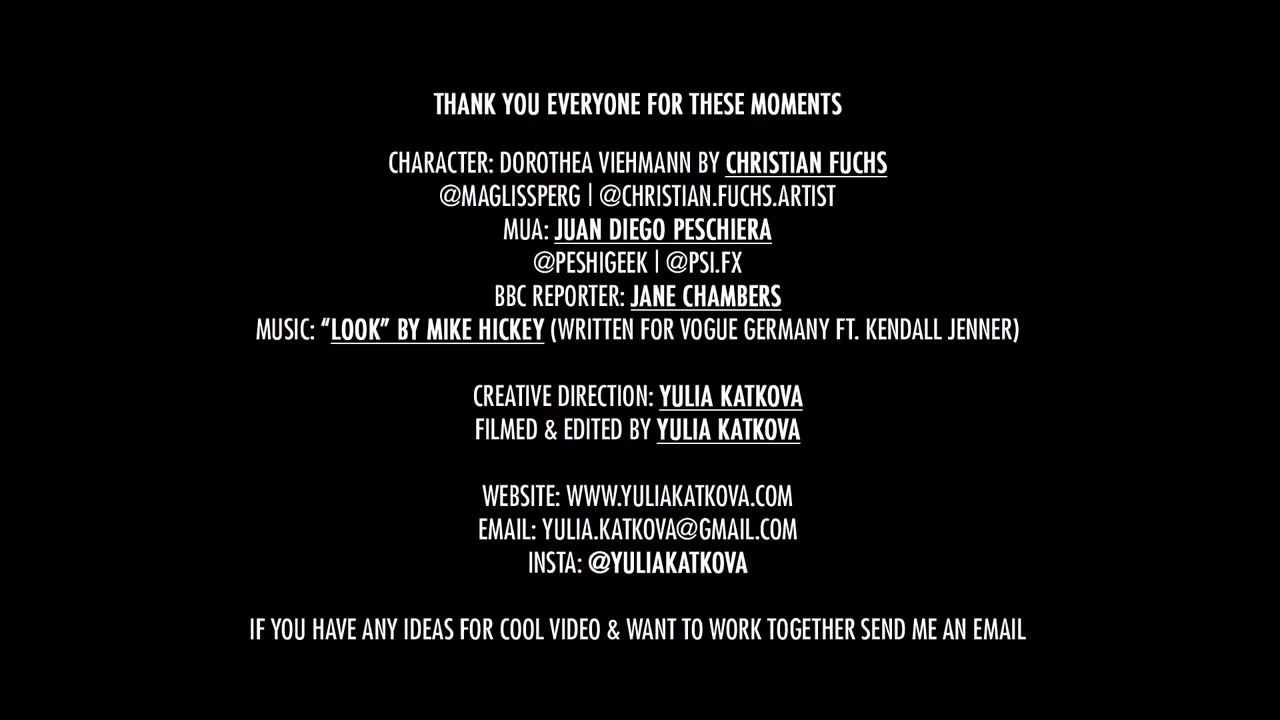 THANK YOU EVERYONE FOR THESE MOMENTS
CHARACTER: DOROTHEA VIEHMANN BY CHRISTIAN FUCHS
@MAGLISSPERG | @CHRISTIAN.FUCHS.ARTIST
MUA: JUAN DIEGO PESCHIERA
@PESHIGEEK | @PSI.FX
BBC REPORTER: JANE CHAMBERS
MUSIC: “LOOK” BY MIKE HICKEY (WRITTEN FOR VOGUE GERMANY FT. KENDALL JENNER)
CREATIVE DIRECTION: YULIA KATKOVA
FILMED & EDITED BY YULIA KATKOVA
WEBSITE: WWW.YULIAKATKOVA.COM
EMAIL: YULIA.KATKOVA@GMAIL.COM
INSTA: @YULIAKATKOVA
IF YOU HAVE ANY IDEAS FOR COOL VIDEO & WANT TO WORK TOGETHER SEND ME AN EMAIL